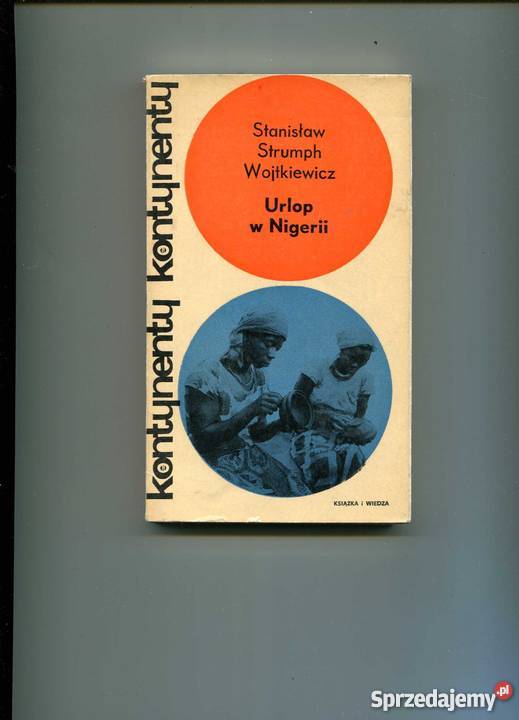 kontynenty kontynenty
Stanisław
Strumph
Wojtkiewicz
Urlop
w Nigerii
KSIĄŻKA i WIEDZA
Sprzedajemy.pl